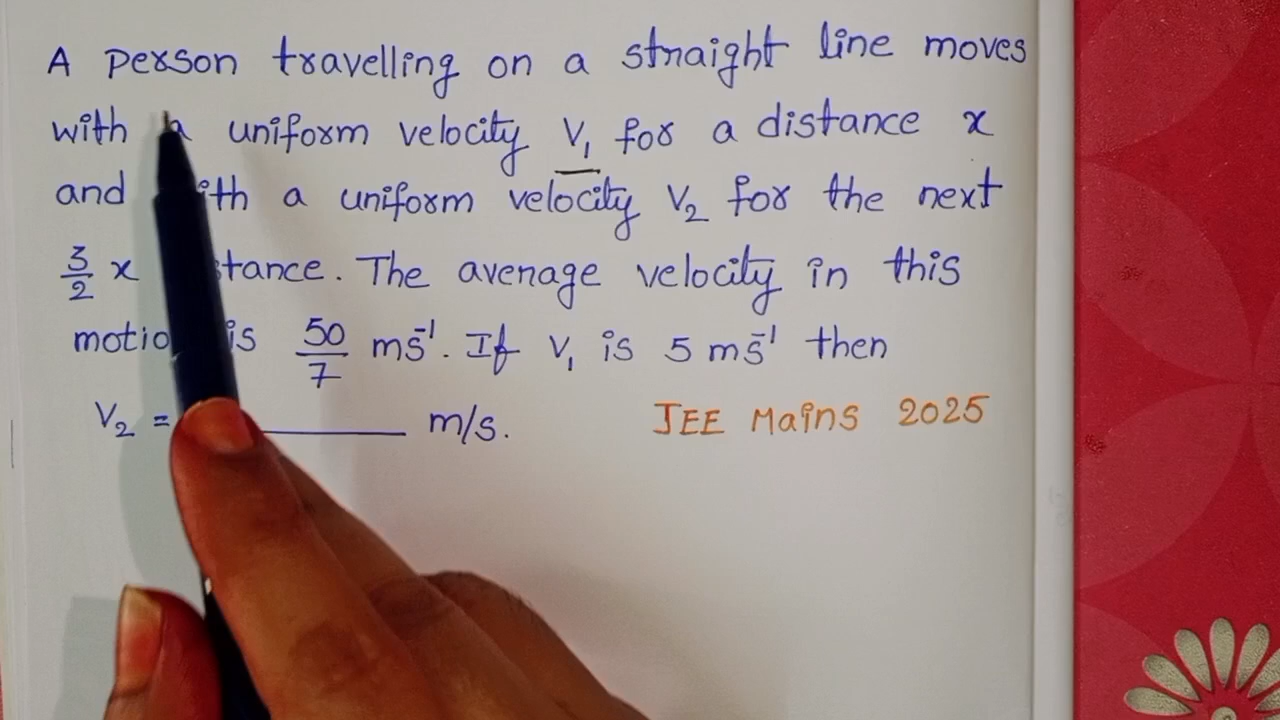 A person travelling on a straight line moves
with a uniform velocity V₁ for a distance x
and with a uniform velocity V₂ for the next
3/2 x distance. The average velocity in this
motion is 50/7 ms⁻¹. If V₁ is 5 ms⁻¹ then
V₂ = ________ m/s. JEE Mains 2025